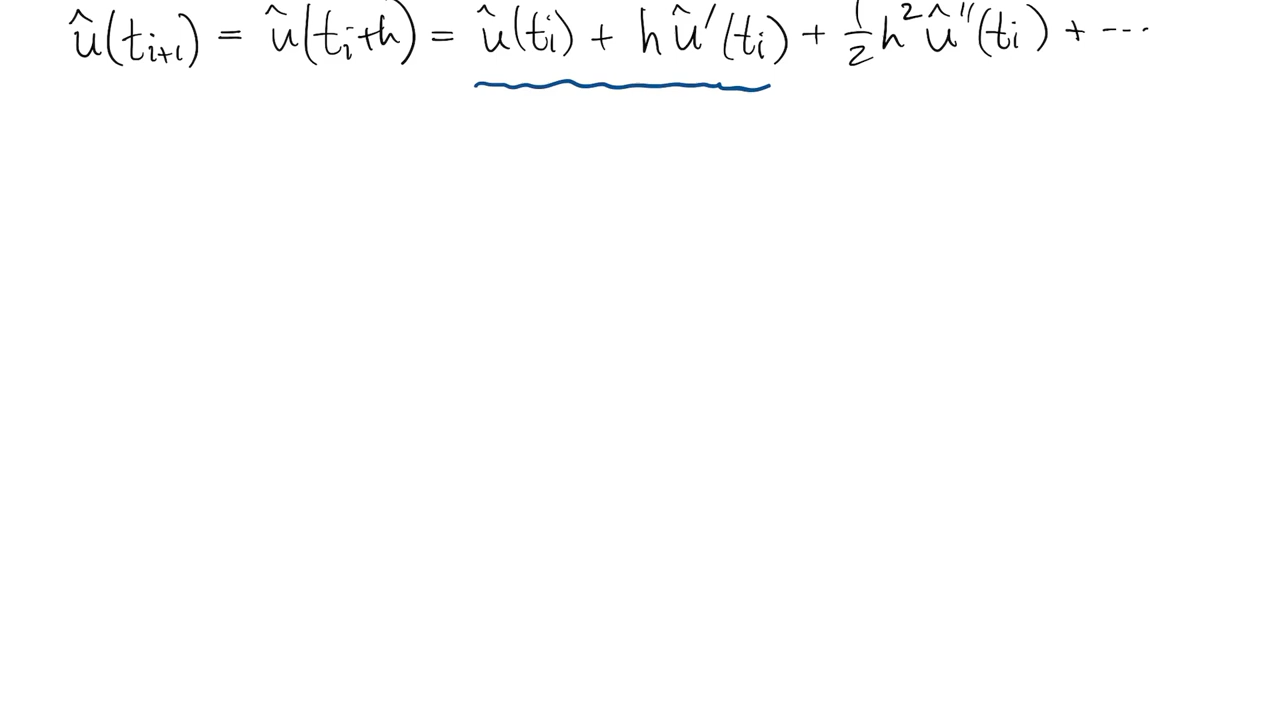 û(tᵢ₊₁) = û(tᵢ+h) = û(tᵢ) + hû'(tᵢ) + ½h²û''(tᵢ) + ---